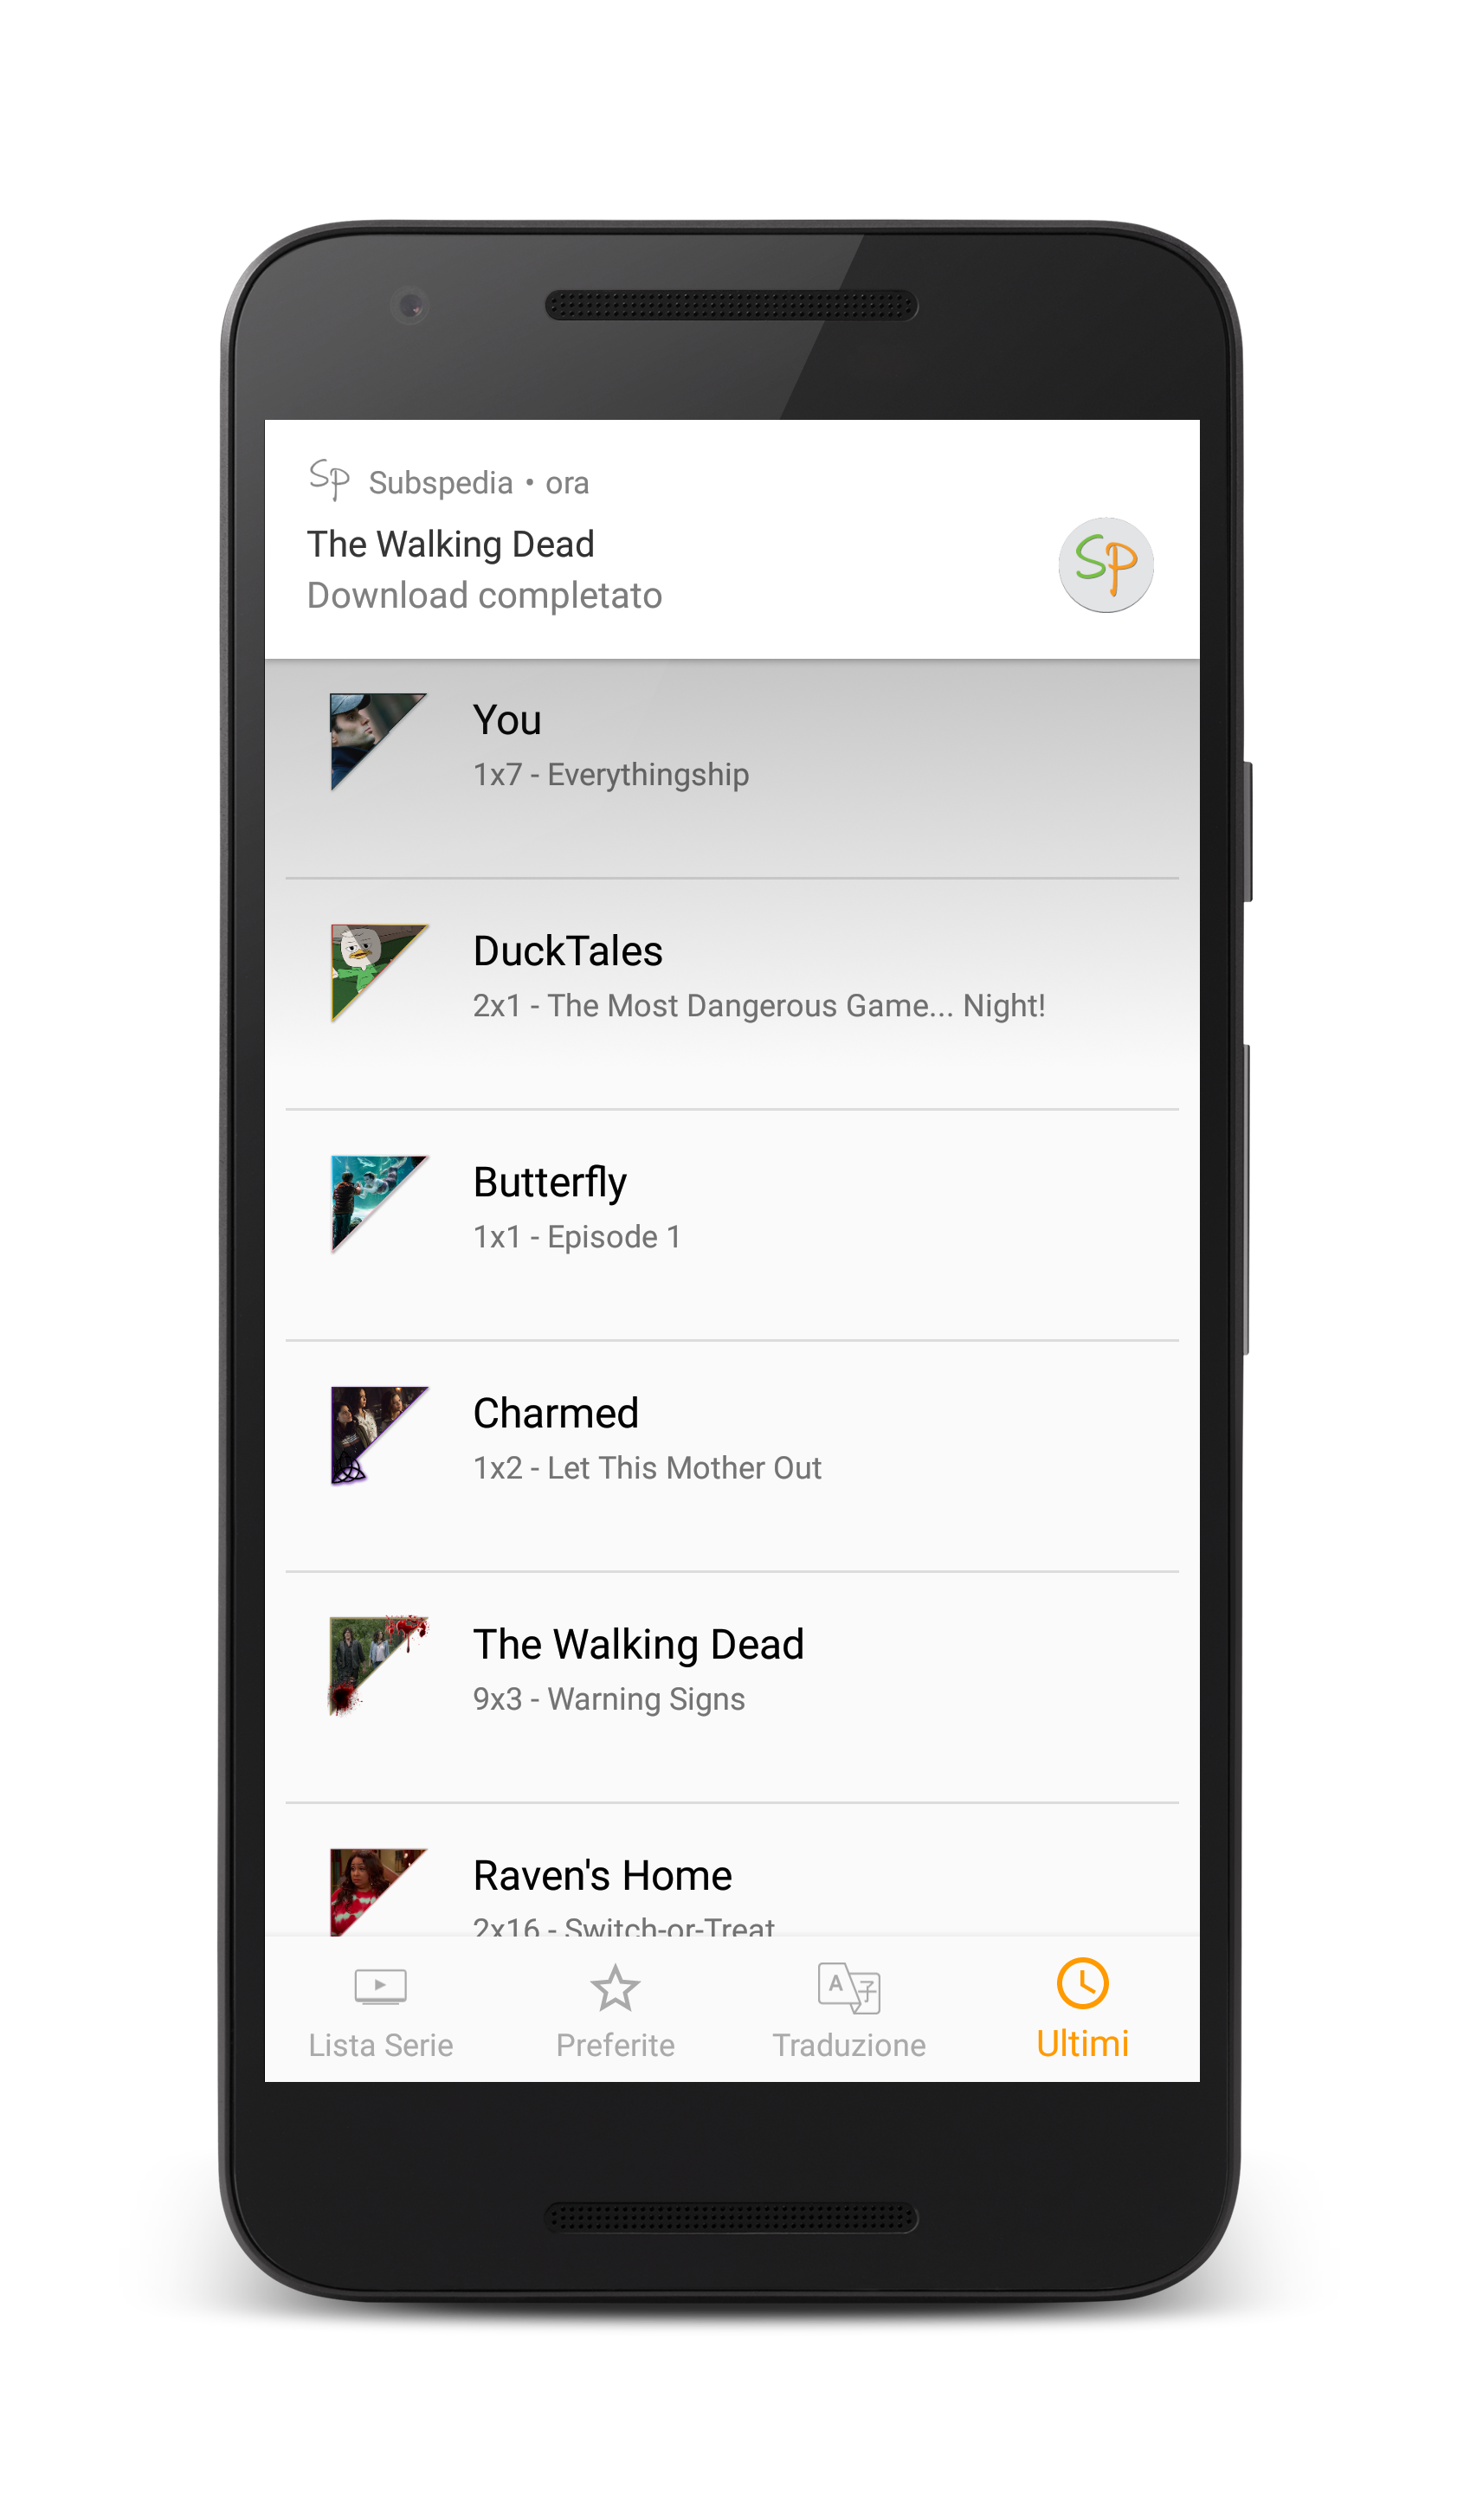 SP Subspedia • ora
The Walking Dead
Download completato
SP
You
1x7 - Everythingship
DuckTales
2x1 - The Most Dangerous Game... Night!
Butterfly
1x1 - Episode 1
Charmed
1x2 - Let This Mother Out
The Walking Dead
9x3 - Warning Signs
Raven's Home
2x16 - Switch-or-Treat
Lista Serie
Preferite
Traduzione
Ultimi